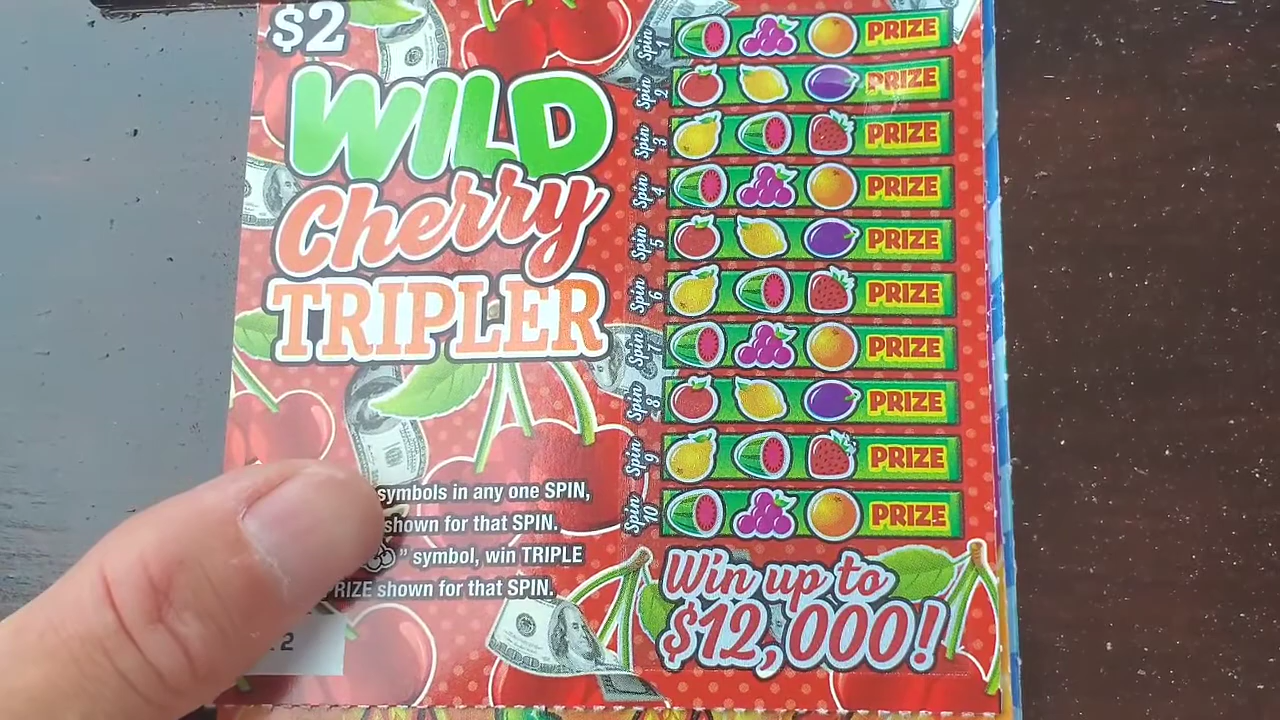 $2
WILD
Cherry
TRIPLER
symbols in any one SPIN,
shown for that SPIN.
” symbol, win TRIPLE
PRIZE shown for that SPIN.
2
Spin 1 PRIZE
Spin 2 PRIZE
Spin 3 PRIZE
Spin 4 PRIZE
Spin 5 PRIZE
Spin 6 PRIZE
Spin 7 PRIZE
Spin 8 PRIZE
Spin 9 PRIZE
Spin 10 PRIZE
Win up to
$12,000!